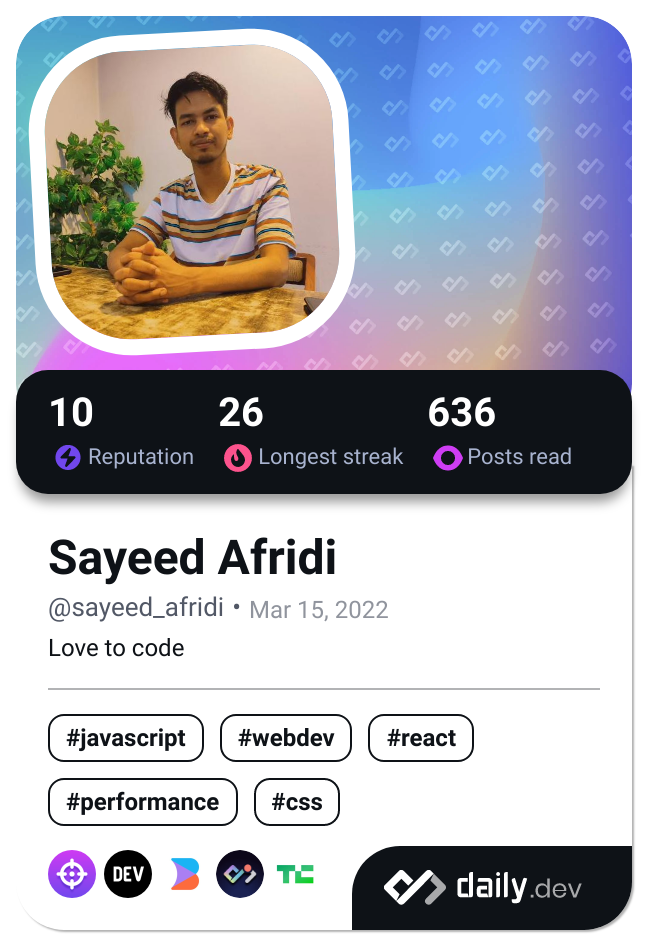 10 26 636
Reputation Longest streak Posts read
Sayeed Afridi
@sayeed_afridi • Mar 15, 2022
Love to code
#javascript #webdev #react
#performance #css
DEV TC daily.dev